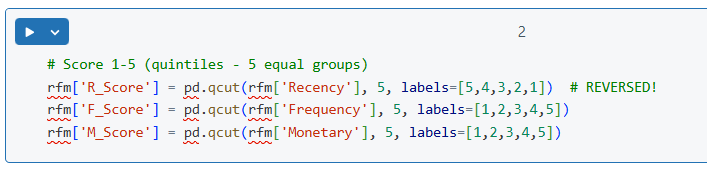 2
# Score 1-5 (quintiles - 5 equal groups)
rfm['R_Score'] = pd.qcut(rfm['Recency'], 5, labels=[5,4,3,2,1])  # REVERSED!
rfm['F_Score'] = pd.qcut(rfm['Frequency'], 5, labels=[1,2,3,4,5])
rfm['M_Score'] = pd.qcut(rfm['Monetary'], 5, labels=[1,2,3,4,5])